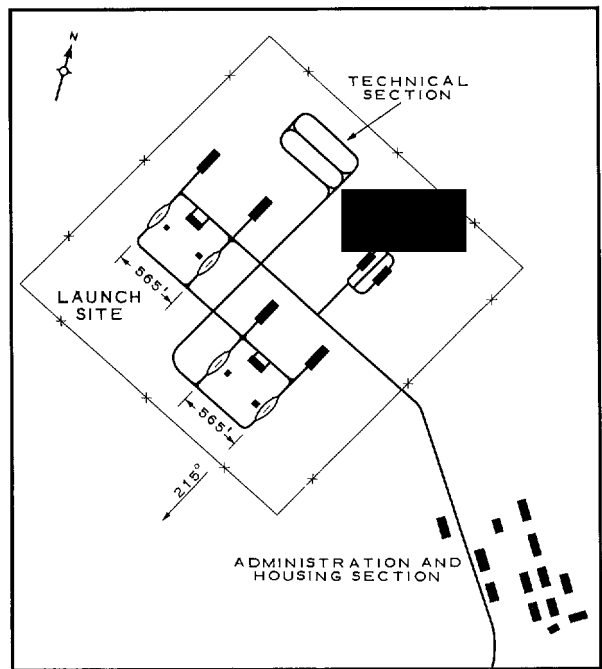 N
TECHNICAL
SECTION
565'
LAUNCH
SITE
565'
215°
ADMINISTRATION AND
HOUSING SECTION